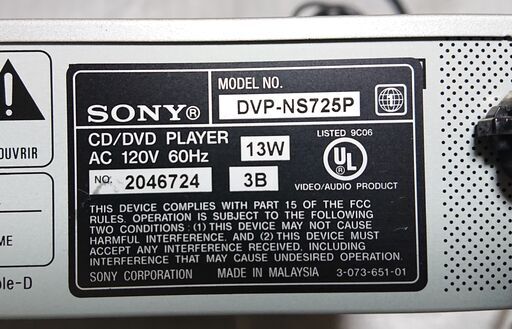 MODEL NO.
SONY®
DVP-NS725P
CD/DVD PLAYER
AC 120V 60Hz
13W
LISTED 9C06
UL®
NO. 2046724
3B
VIDEO/AUDIO PRODUCT
THIS DEVICE COMPLIES WITH PART 15 OF THE FCC
RULES. OPERATION IS SUBJECT TO THE FOLLOWING
TWO CONDITIONS : (1) THIS DEVICE MAY NOT CAUSE
HARMFUL INTERFERENCE, AND (2) THIS DEVICE MUST
ACCEPT ANY INTERFERENCE RECEIVED, INCLUDING
INTERFERENCE THAT MAY CAUSE UNDESIRED OPERATION.
SONY CORPORATION MADE IN MALAYSIA 3-073-651-01
OUVRIR
ME
ble-D